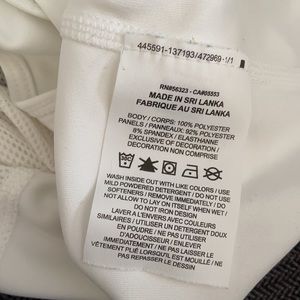 445591-137193/472969-1/1
RN#56323 - CA#05553
MADE IN SRI LANKA
FABRIQUÉ AU SRI LANKA
BODY / CORPS: 100% POLYESTER
PANELS / PANNEAUX: 92% POLYESTER
8% SPANDEX / ELASTHANNE
EXCLUSIVE OF DECORATION
DECORATION NON COMPRISE
WASH INSIDE OUT WITH LIKE COLORS / USE
MILD POWDERED DETERGENT / DO NOT USE
SOFTENERS / REMOVE IMMEDIATELY / DO
NOT ALLOW TO LAY ON ITSELF WHEN WET /
DO NOT IRON DESIGN
LAVER À L'ENVERS AVEC COULEURS
SIMILAIRES / UTILISER UN DETERGENT DOUX
EN POUDRE / NE PAS UTILISER
D'ADOUCISSEUR / ENLEVER
IMMÉDIATEMENT / NE PAS LAISSER LE
VÊTEMENT PLIÉ LORSQU'IL EST MOUILLÉ / NE
PAS REPASSER LE DESSIN